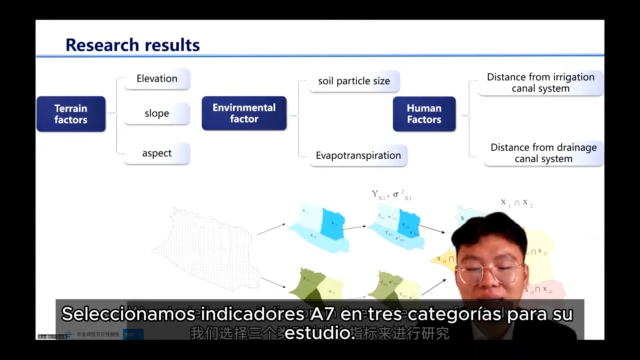 Research results
Elevation
Terrain
factors
slope
aspect
Envirnmental
factor
soil particle size
Evapotranspiration
Human
Factors
Distance from irrigation
canal system
Distance from drainage
canal system
Seleccionamos indicadores A7 en tres categorías para su
estudio.
我们选择三个
指标来进行研究